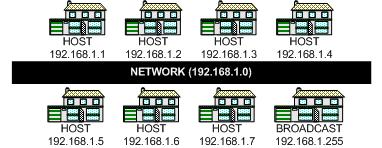 HOST HOST HOST HOST
192.168.1.1 192.168.1.2 192.168.1.3 192.168.1.4
NETWORK (192.168.1.0)
HOST HOST HOST BROADCAST
192.168.1.5 192.168.1.6 192.168.1.7 192.168.1.255